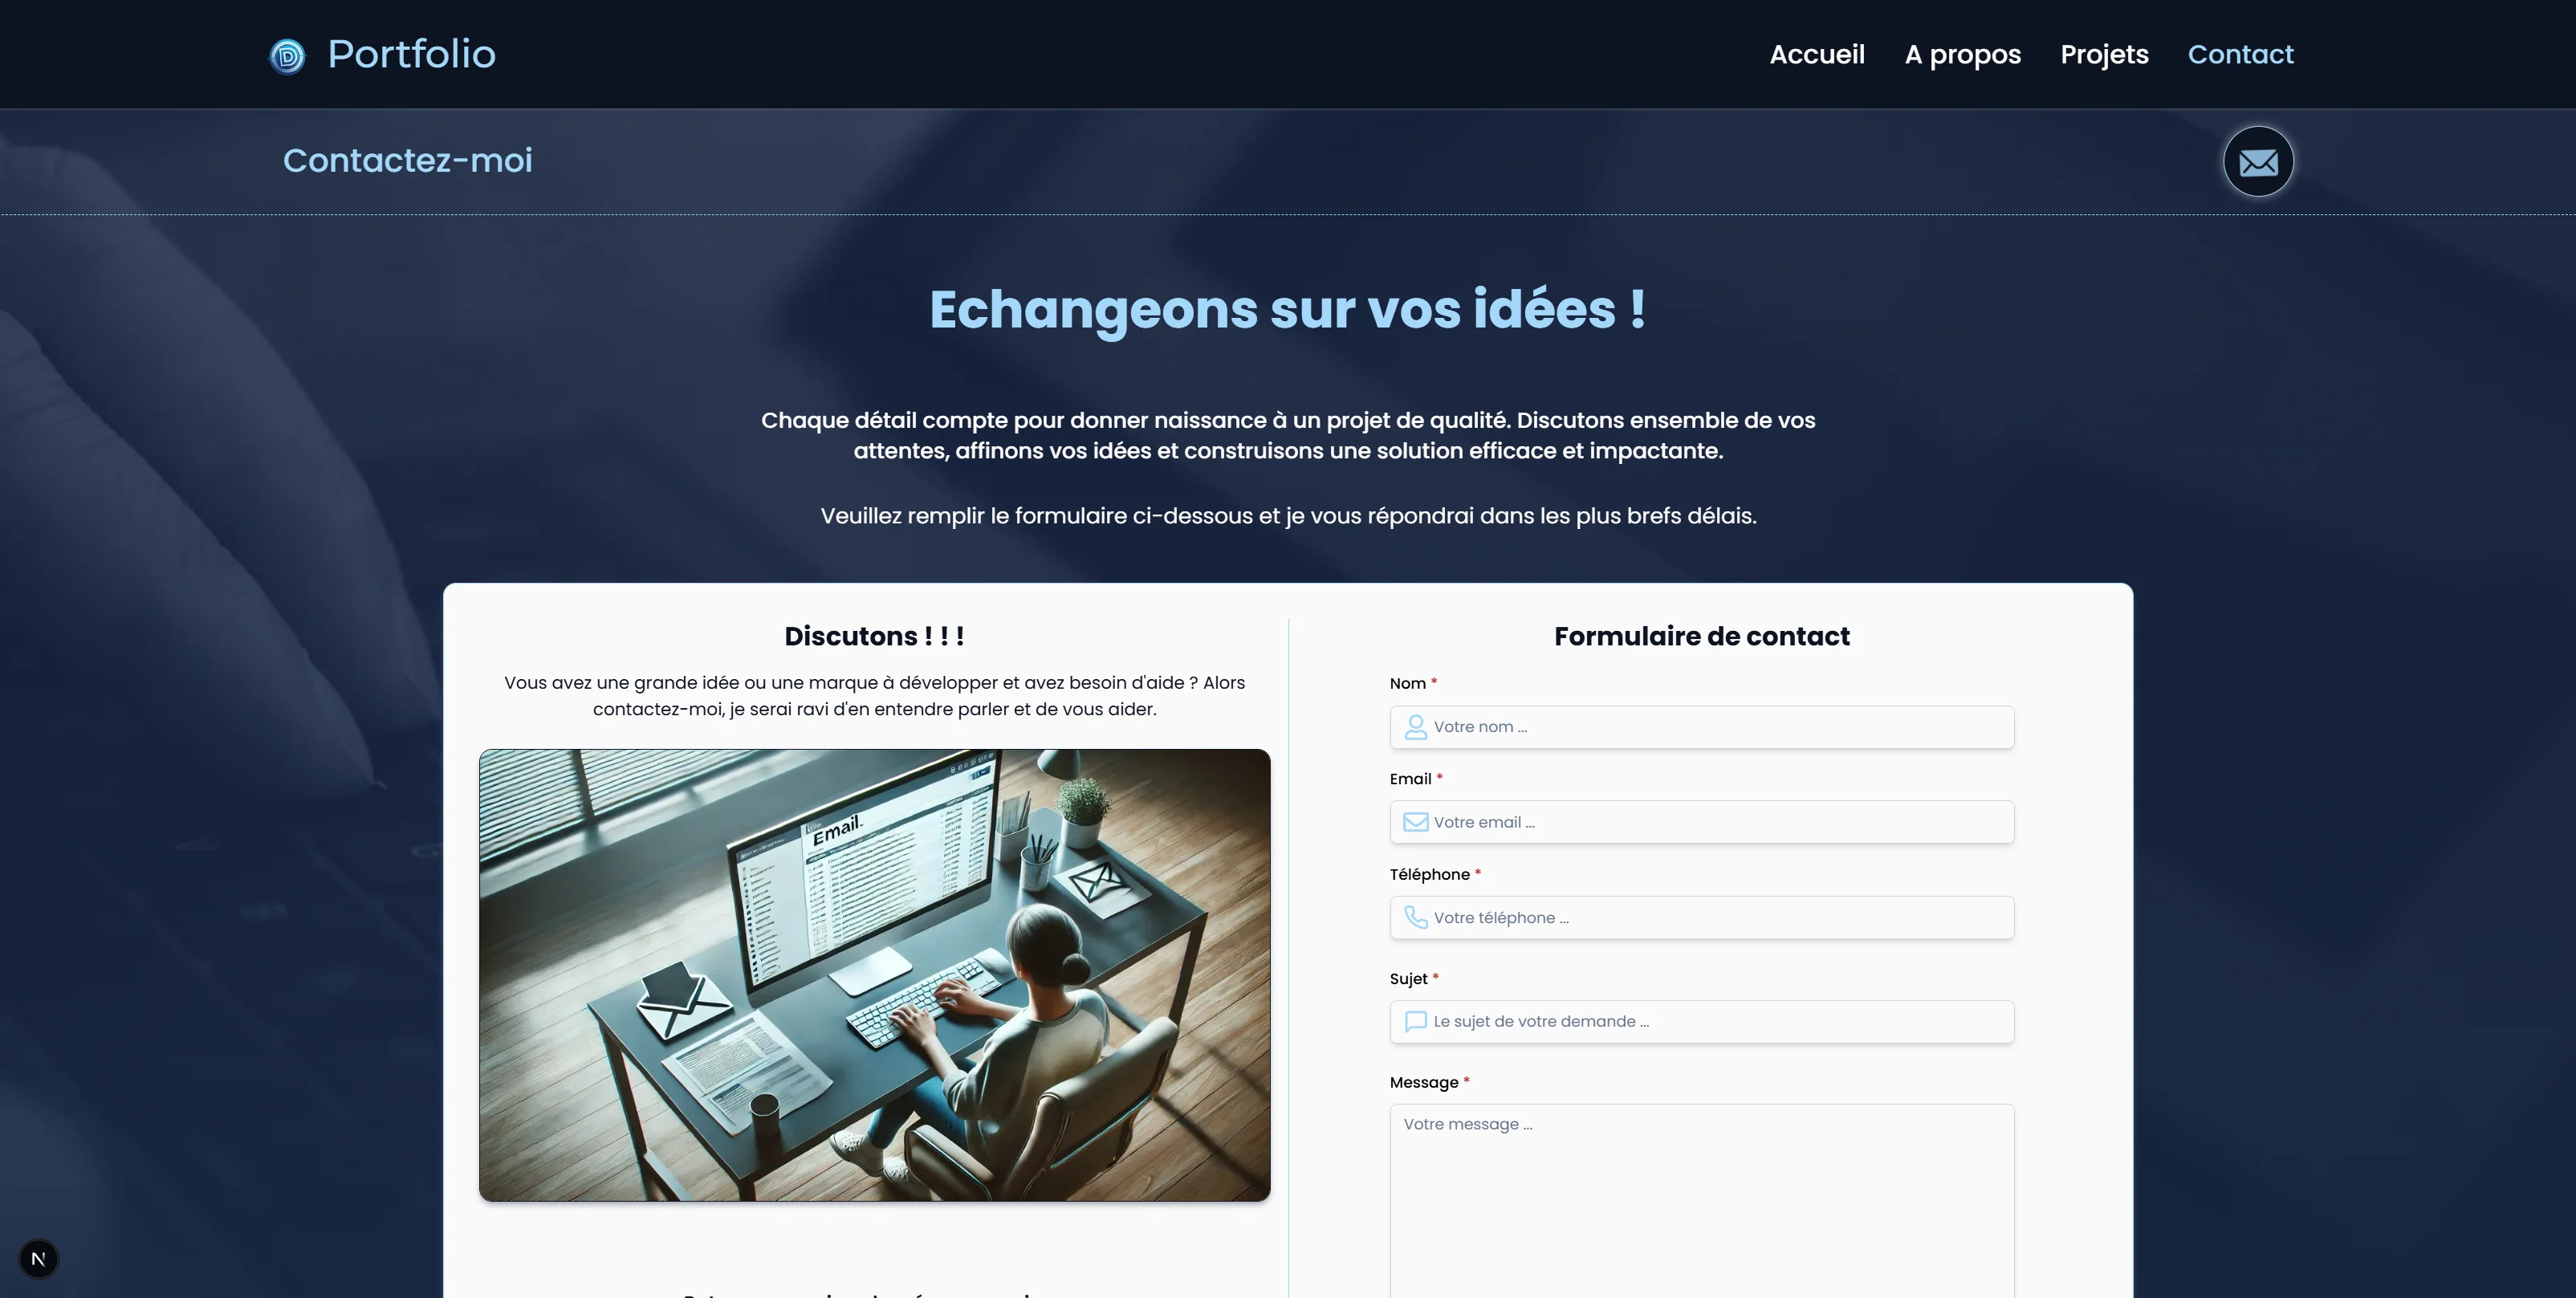 Portfolio
Accueil A propos Projets Contact
Contactez-moi
Echangeons sur vos idées !
Chaque détail compte pour donner naissance à un projet de qualité. Discutons ensemble de vos
attentes, affinons vos idées et construisons une solution efficace et impactante.
Veuillez remplir le formulaire ci-dessous et je vous répondrai dans les plus brefs délais.
Discutons ! ! !
Vous avez une grande idée ou une marque à développer et avez besoin d'aide ? Alors
contactez-moi, je serai ravi d'en entendre parler et de vous aider.
Email
Formulaire de contact
Nom *
Votre nom ...
Email *
Votre email ...
Téléphone *
Votre téléphone ...
Sujet *
Le sujet de votre demande ...
Message *
Votre message ...
N